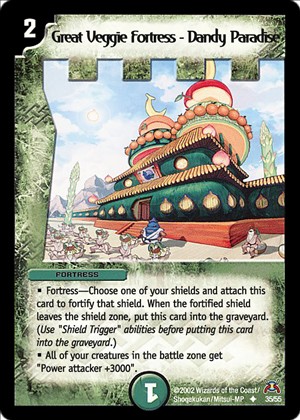 2
Great Veggie Fortress - Dandy Paradise
FORTRESS
▪ Fortress—Choose one of your shields and attach this
card to fortify that shield. When the fortified shield
leaves the shield zone, put this card into the graveyard.
(Use "Shield Trigger" abilities before putting this card
into the graveyard.)
▪ All of your creatures in the battle zone get
"Power attacker +3000".
1
©2002 Wizards of the Coast/
Shogakukan/Mitsui-MP ♦ 35/55